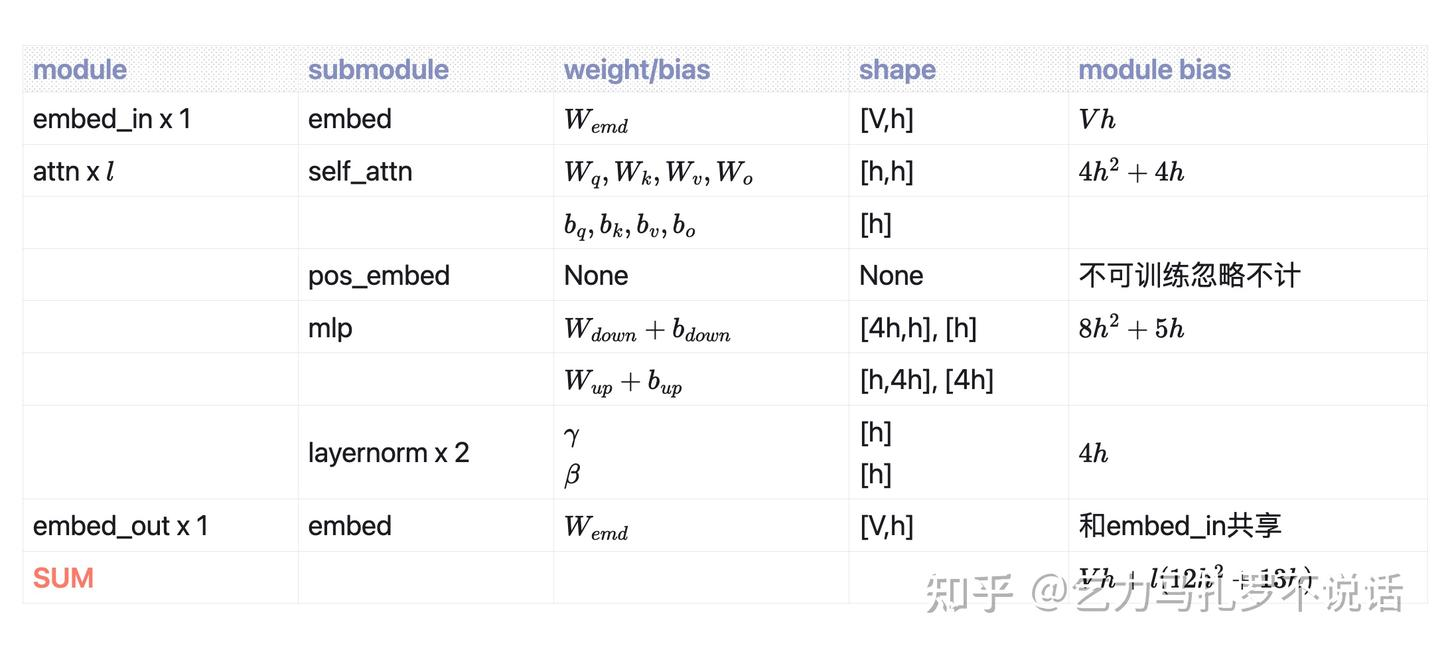 module submodule weight/bias shape module bias
embed_in x 1 embed W_{emd} [V,h] Vh
attn x l self_attn W_q, W_k, W_v, W_o [h,h] 4h^2 + 4h
b_q, b_k, b_v, b_o [h]
pos_embed None None 不可训练忽略不计
mlp W_{down} + b_{down} [4h,h], [h] 8h^2 + 5h
W_{up} + b_{up} [h,4h], [4h]
layernorm x 2 γ [h] 4h
β [h]
embed_out x 1 embed W_{emd} [V,h] 和embed_in共享
SUM Vh + l(12h^2 + 13h)
知乎 @乞力马扎罗不说话